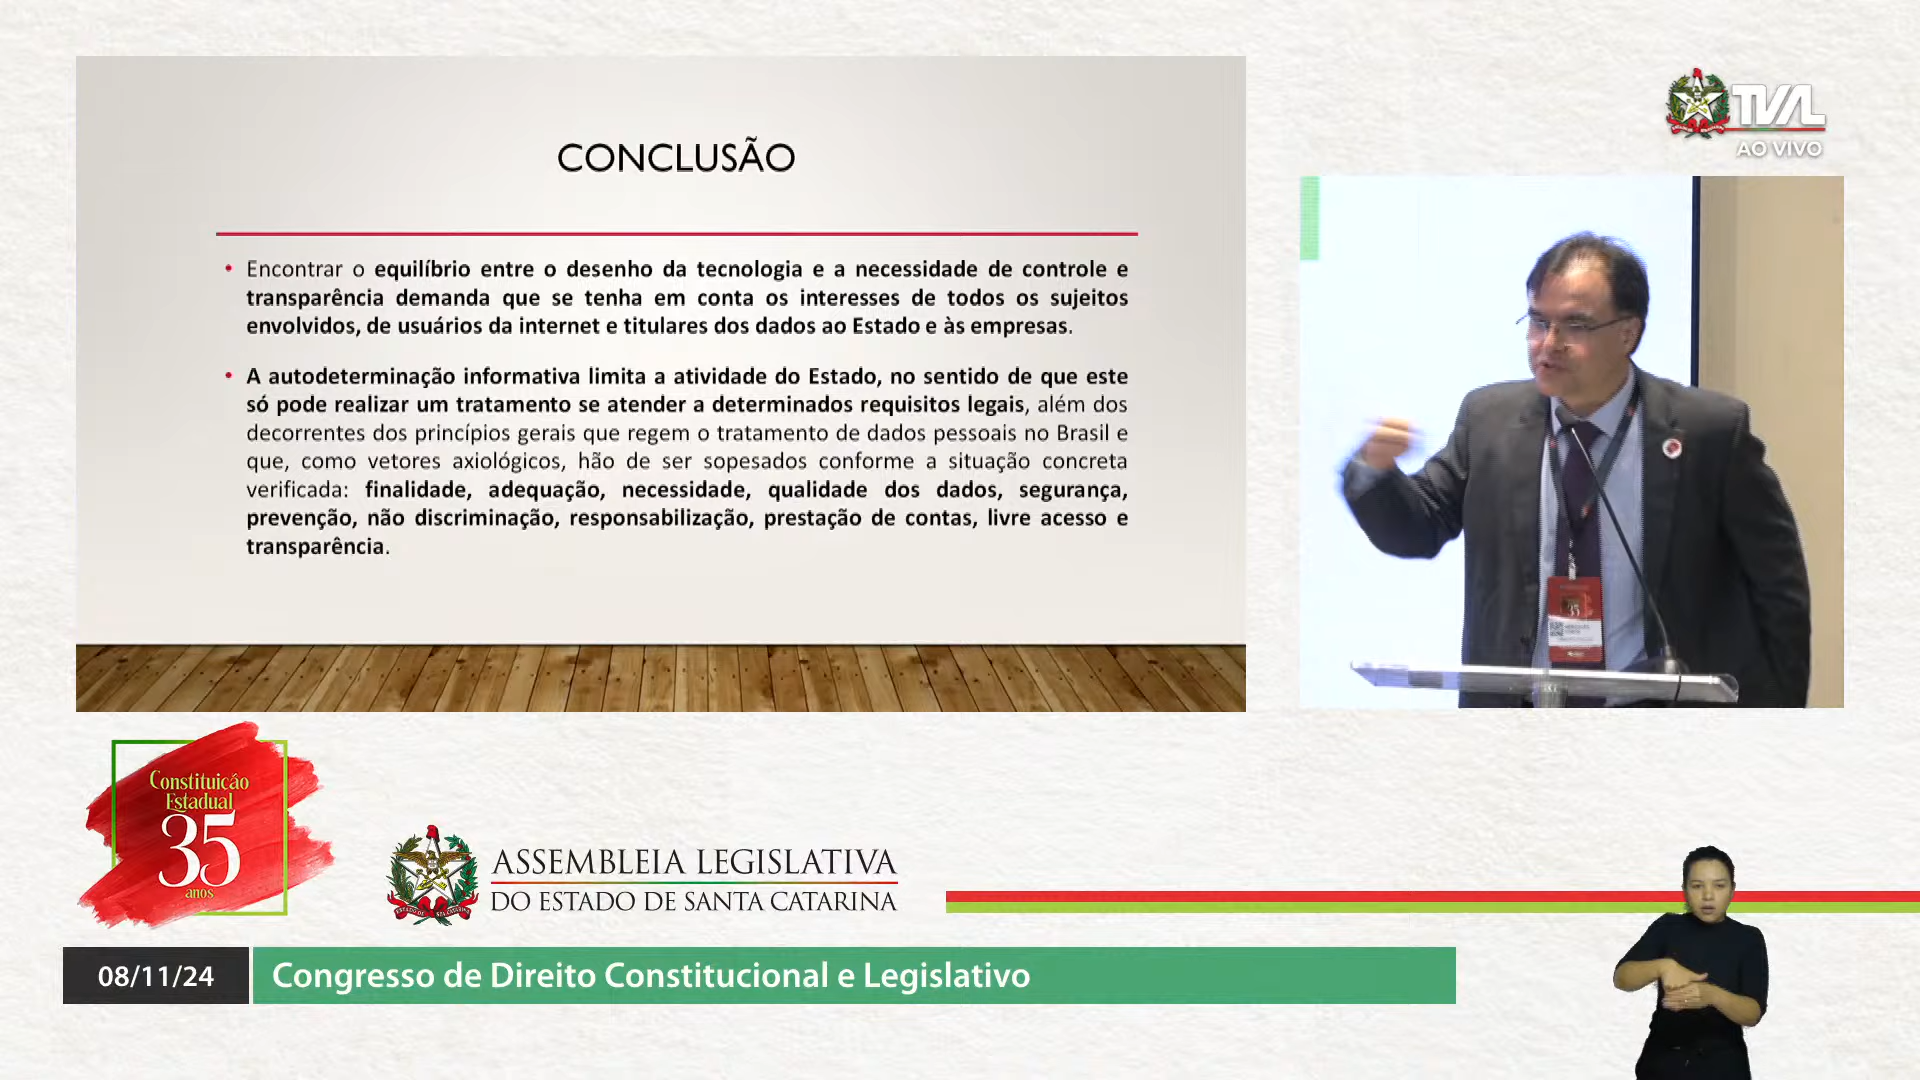 CONCLUSÃO
• Encontrar o equilíbrio entre o desenho da tecnologia e a necessidade de controle e
transparência demanda que se tenha em conta os interesses de todos os sujeitos
envolvidos, de usuários da internet e titulares dos dados ao Estado e às empresas.
• A autodeterminação informativa limita a atividade do Estado, no sentido de que este
só pode realizar um tratamento se atender a determinados requisitos legais, além dos
decorrentes dos princípios gerais que regem o tratamento de dados pessoais no Brasil e
que, como vetores axiológicos, hão de ser sopesados conforme a situação concreta
verificada: finalidade, adequação, necessidade, qualidade dos dados, segurança,
prevenção, não discriminação, responsabilização, prestação de contas, livre acesso e
transparência.
TVAL
AO VIVO
35
Constituição
Estadual
35
anos
ASSEMBLEIA LEGISLATIVA
DO ESTADO DE SANTA CATARINA
08/11/24
Congresso de Direito Constitucional e Legislativo